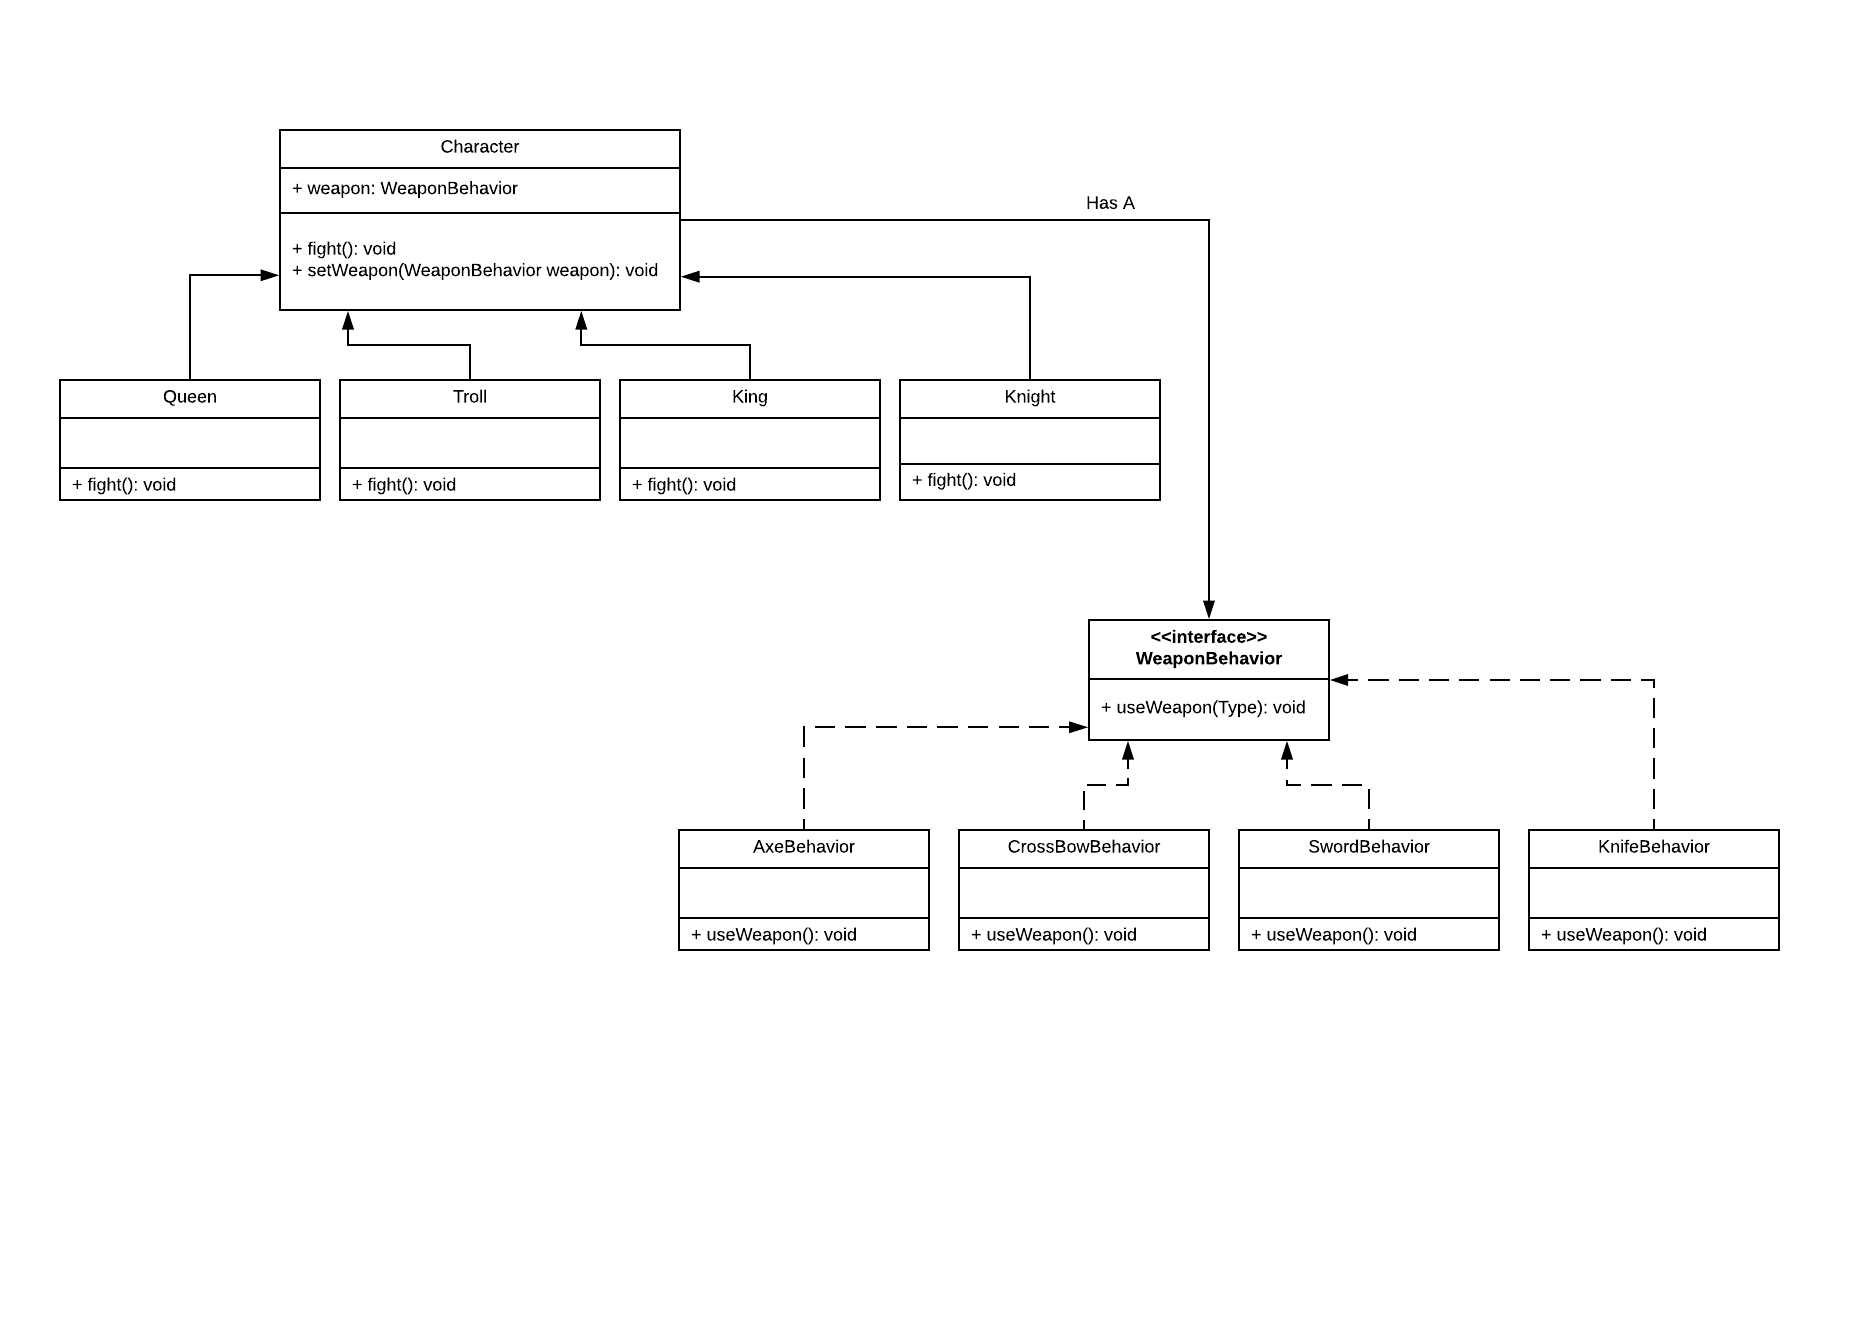 Character
+ weapon: WeaponBehavior
+ fight(): void
+ setWeapon(WeaponBehavior weapon): void
Has A
Queen
+ fight(): void
Troll
+ fight(): void
King
+ fight(): void
Knight
+ fight(): void
<<interface>>
WeaponBehavior
+ useWeapon(Type): void
AxeBehavior
+ useWeapon(): void
CrossBowBehavior
+ useWeapon(): void
SwordBehavior
+ useWeapon(): void
KnifeBehavior
+ useWeapon(): void